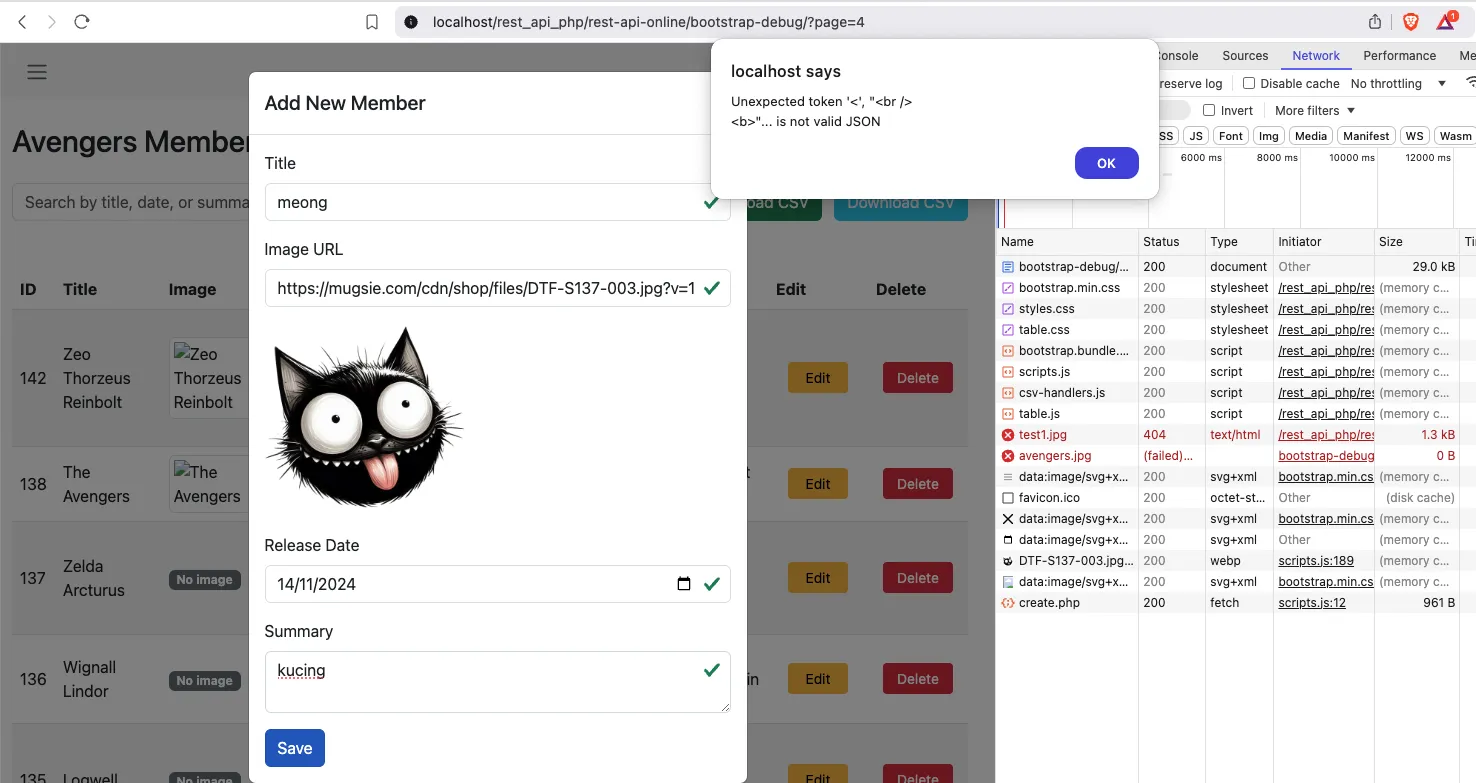 localhost/rest_api_php/rest-api-online/bootstrap-debug/?page=4
1
localhost says
Unexpected token '<', "<br />
<b>"... is not valid JSON
OK
Avengers Member
Search by title, date, or summa
oad CSV
Download CSV
ID Title Image Edit Delete
142 Zeo Thorzeus Reinbolt Zeo Thorzeus Reinbolt Edit Delete
138 The Avengers The Avengers Edit Delete
137 Zelda Arcturus No image Edit Delete
136 Wignall Lindor No image in Edit Delete
135 Logwell No image Edit Delete
Add New Member
Title
meong
Image URL
https://mugsie.com/cdn/shop/files/DTF-S137-003.jpg?v=1
Release Date
14/11/2024
Summary
kucing
Save
onsole Sources Network Performance Me
reserve log Disable cache No throttling
Invert More filters
SS JS Font Img Media Manifest WS Wasm
6000 ms 8000 ms 10000 ms 12000 ms
Name Status Type Initiator Size Ti
bootstrap-debug/... 200 document Other 29.0 kB
bootstrap.min.css 200 stylesheet /rest_api_php/res (memory c...
styles.css 200 stylesheet /rest_api_php/res (memory c...
table.css 200 stylesheet /rest_api_php/res (memory c...
bootstrap.bundle.... 200 script /rest_api_php/res (memory c...
scripts.js 200 script /rest_api_php/res (memory c...
csv-handlers.js 200 script /rest_api_php/res (memory c...
table.js 200 script /rest_api_php/res (memory c...
test1.jpg 404 text/html /rest_api_php/res 1.3 kB
avengers.jpg (failed)... bootstrap-debug 0 B
data:image/svg+x... 200 svg+xml bootstrap.min.cs (memory c...
favicon.ico 200 octet-st... Other (disk cache)
data:image/svg+x... 200 svg+xml bootstrap.min.cs (memory c...
data:image/svg+x... 200 svg+xml Other (memory c...
DTF-S137-003.jpg... 200 webp scripts.js:189 (memory c...
data:image/svg+x... 200 svg+xml bootstrap.min.cs (memory c...
create.php 200 fetch scripts.js:12 961 B